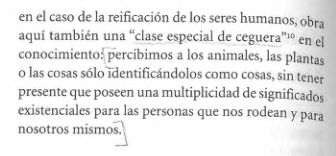 en el caso de la reificación de los seres humanos, obra
aquí también una “clase especial de ceguera”¹⁰ en el
conocimiento: percibimos a los animales, las plantas
o las cosas sólo identificándolos como cosas, sin tener
presente que poseen una multiplicidad de significados
existenciales para las personas que nos rodean y para
nosotros mismos.